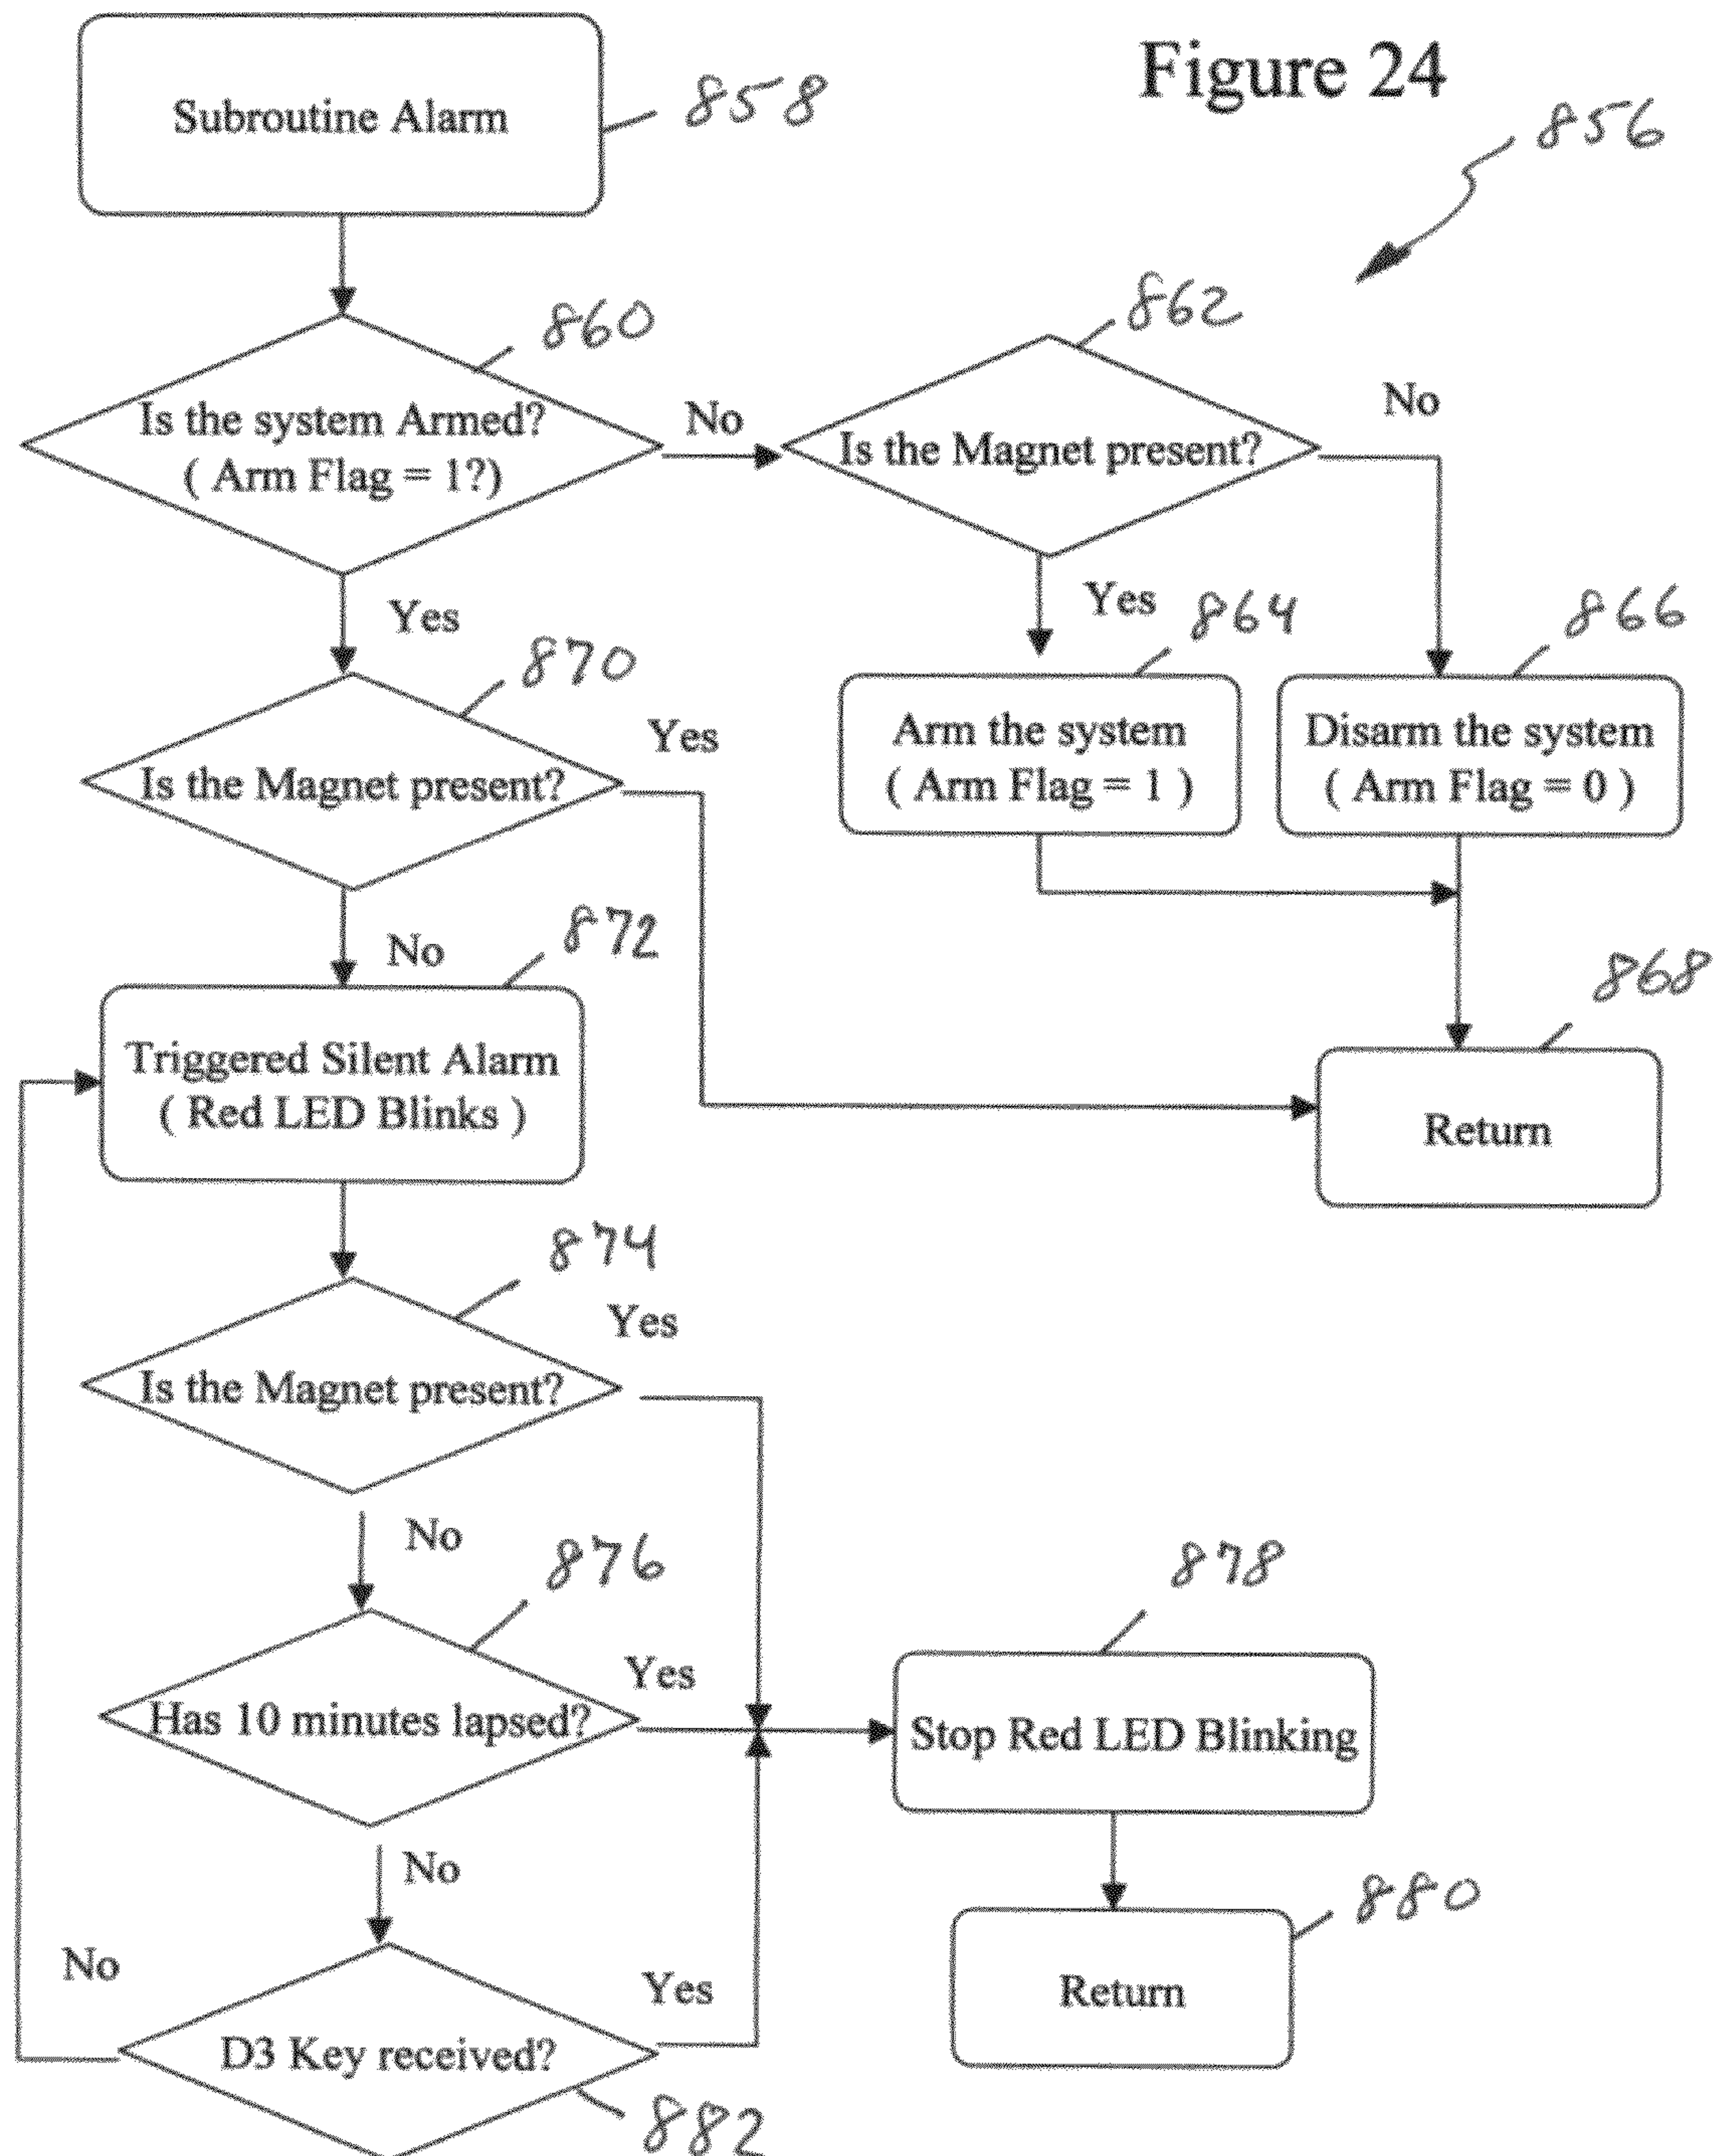 Figure 24
Subroutine Alarm
858
856
860
862
Is the system Armed?
( Arm Flag = 1?)
No
Is the Magnet present?
No
Yes
Yes
864
866
870
Arm the system
( Arm Flag = 1 )
Disarm the system
( Arm Flag = 0 )
Is the Magnet present?
Yes
No
872
868
Triggered Silent Alarm
( Red LED Blinks )
Return
874
Is the Magnet present?
Yes
No
876
878
Has 10 minutes lapsed?
Yes
Stop Red LED Blinking
No
880
Return
No
D3 Key received?
Yes
882